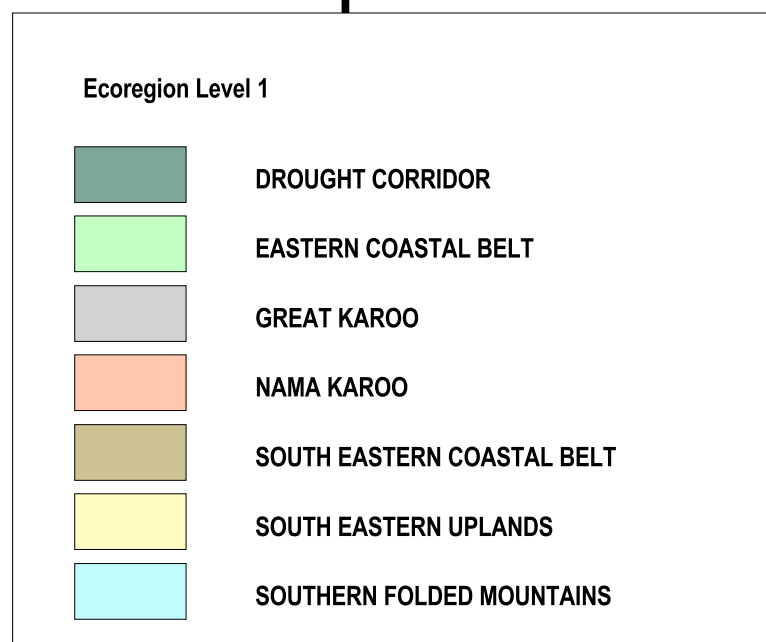 Ecoregion Level 1
DROUGHT CORRIDOR
EASTERN COASTAL BELT
GREAT KAROO
NAMA KAROO
SOUTH EASTERN COASTAL BELT
SOUTH EASTERN UPLANDS
SOUTHERN FOLDED MOUNTAINS